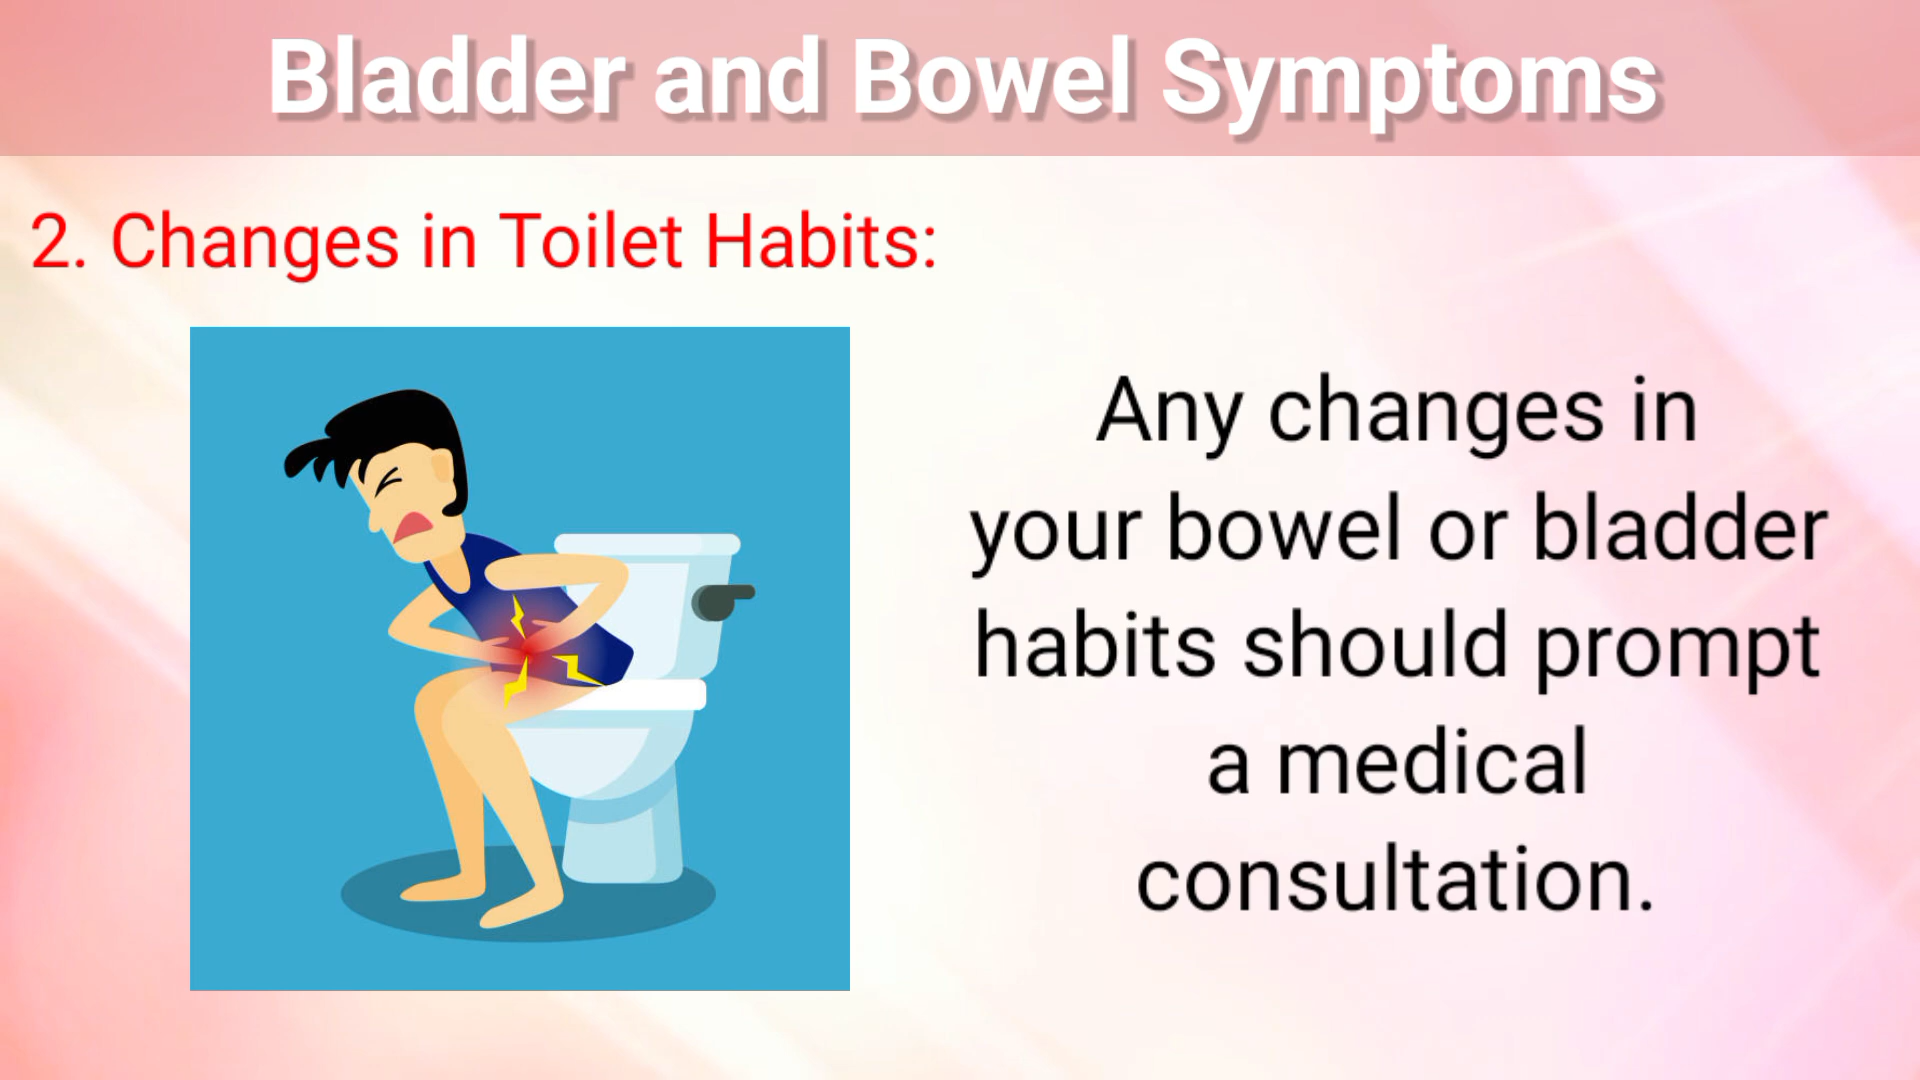 Bladder and Bowel Symptoms
2. Changes in Toilet Habits:
Any changes in
your bowel or bladder
habits should prompt
a medical
consultation.